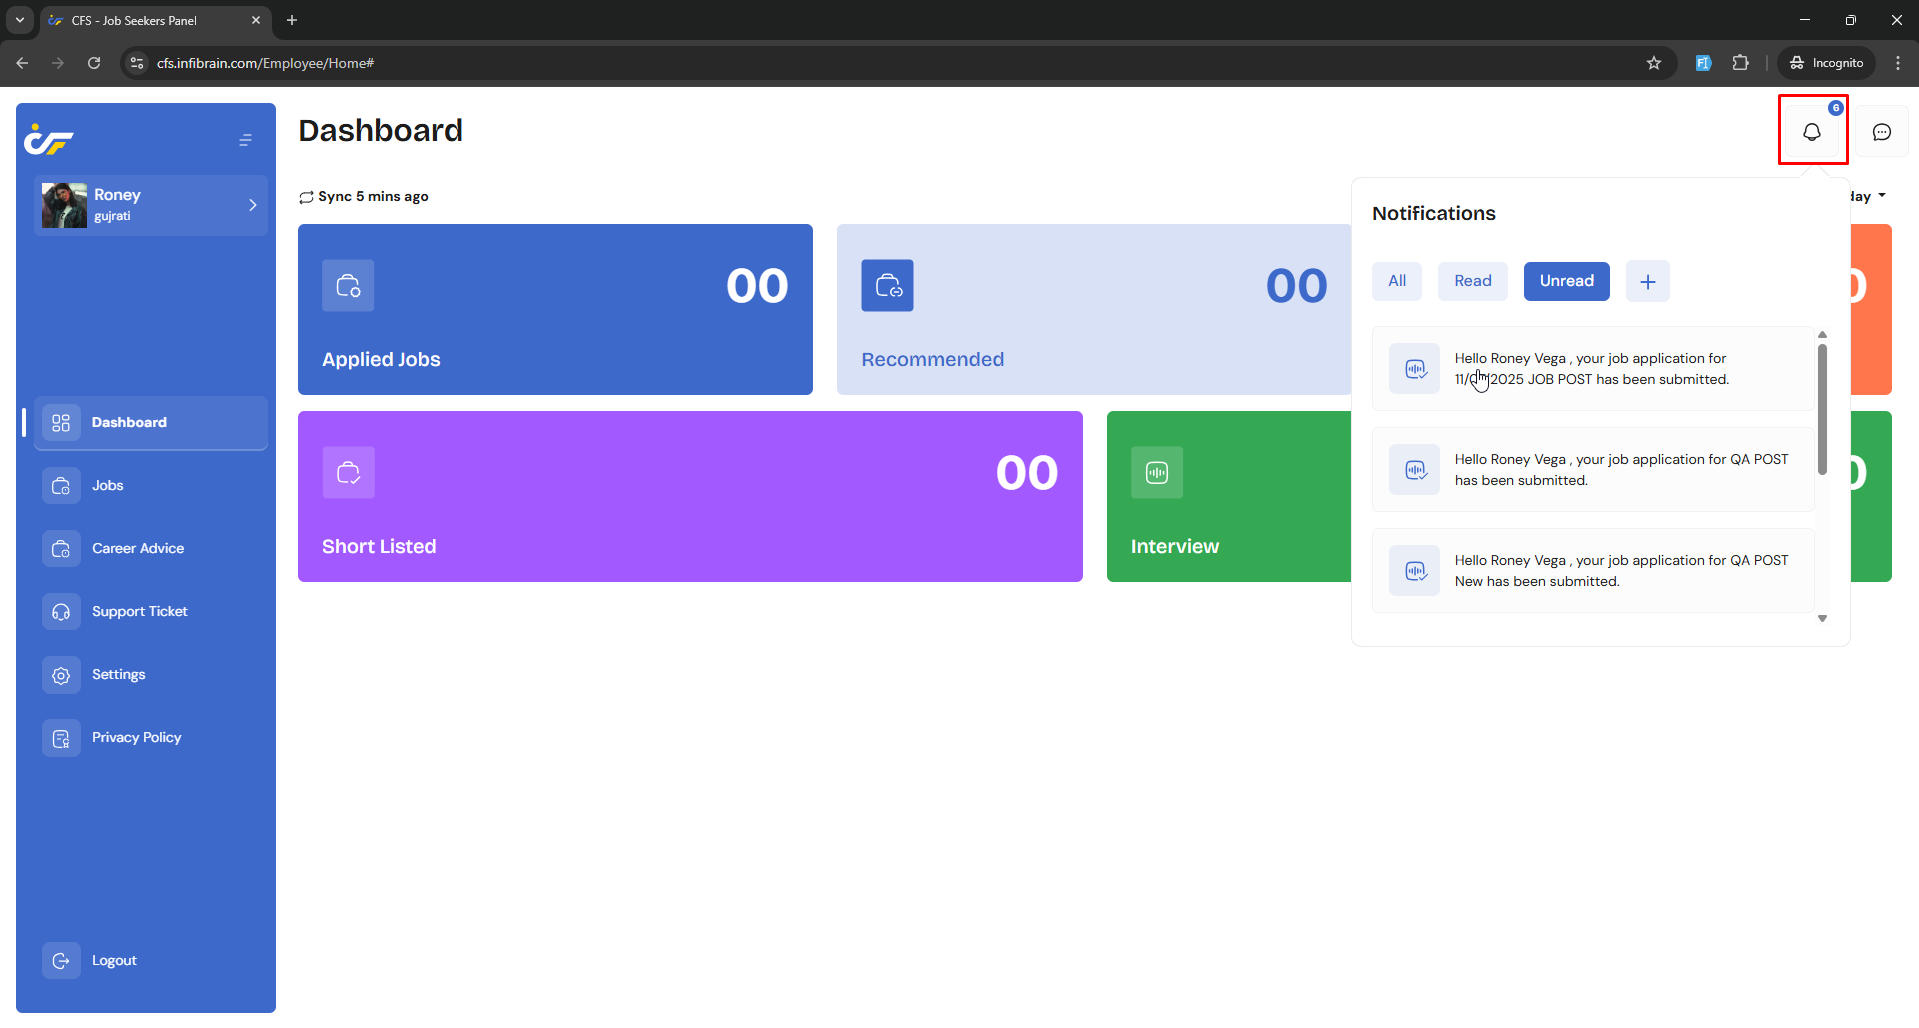 CFS - Job Seekers Panel
cfs.infibrain.com/Employee/Home#
Incognito
Roney
gujrati
Dashboard
Jobs
Career Advice
Support Ticket
Settings
Privacy Policy
Logout
Dashboard
6
Sync 5 mins ago
00
Applied Jobs
00
Recommended
00
Short Listed
Interview
Notifications
All
Read
Unread
Hello Roney Vega , your job application for
2025 JOB POST has been submitted.
Hello Roney Vega , your job application for QA POST
has been submitted.
Hello Roney Vega , your job application for QA POST
New has been submitted.